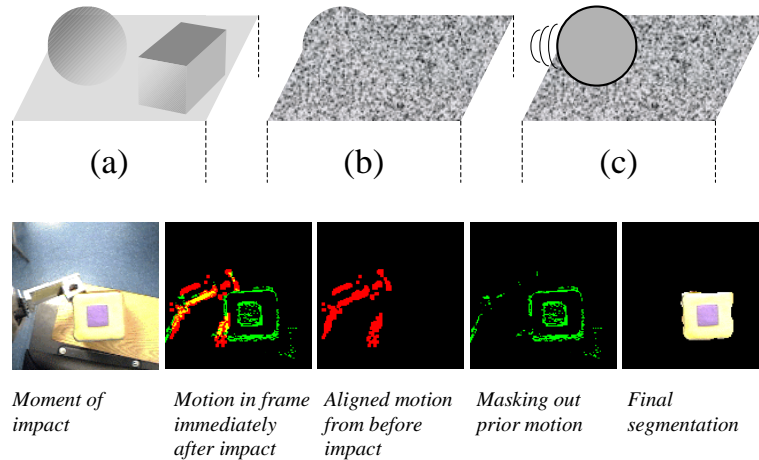 (a) (b) (c)
Moment of impact
Motion in frame immediately after impact
Aligned motion from before impact
Masking out prior motion
Final segmentation